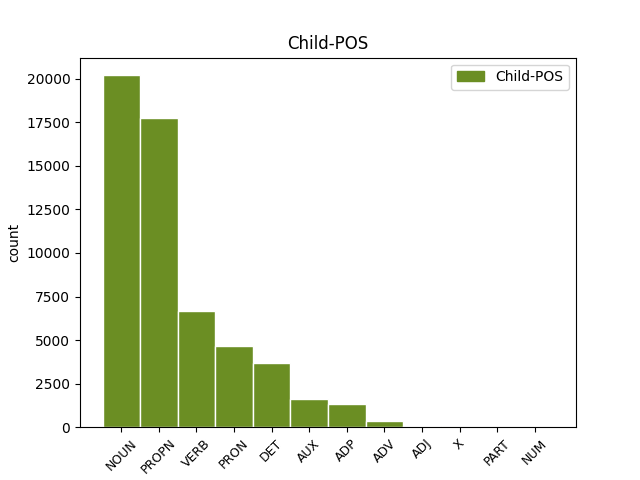 Child-POS
Child-POS
20000
17500
15000
12500
10000
7500
5000
2500
0
count
NOUN PROPN VERB PRON DET AUX ADP ADV ADJ X PART NUM